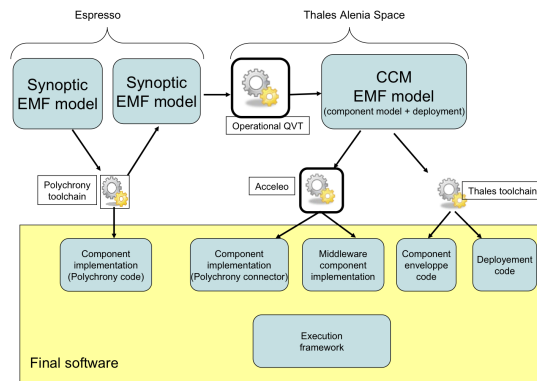 Espresso
Thales Alenia Space
Synoptic
EMF model
Synoptic
EMF model
CCM
EMF model
(component model + deployment)
Operational QVT
Polychrony
toolchain
Acceleo
Thales toolchain
Component
implementation
(Polychrony code)
Component
implementation
(Polychrony connector)
Middleware
component
implementation
Component
enveloppe
code
Deployement
code
Execution
framework
Final software